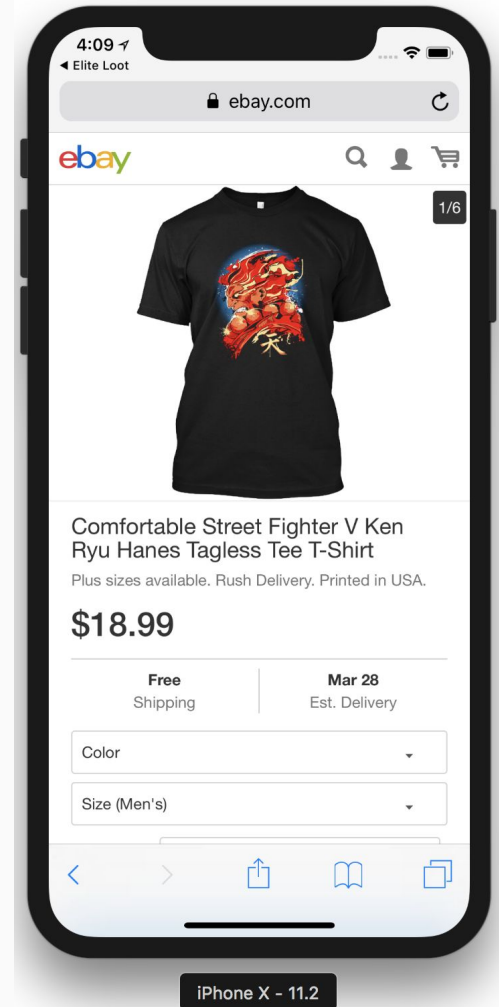 4:09
Elite Loot
ebay.com
ebay
1/6
天
Comfortable Street Fighter V Ken
Ryu Hanes Tagless Tee T-Shirt
Plus sizes available. Rush Delivery. Printed in USA.
$18.99
Free
Shipping
Mar 28
Est. Delivery
Color
Size (Men's)
iPhone X - 11.2